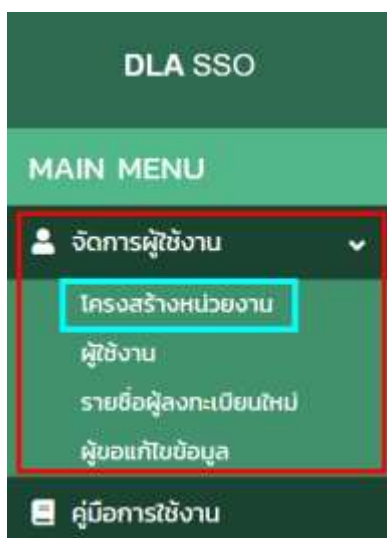 DLA SSO
MAIN MENU
จัดการผู้ใช้งาน
โครงสร้างหน่วยงาน
ผู้ใช้งาน
รายชื่อผู้ลงทะเบียนใหม่
ผู้ขอแก้ไขข้อมูล
คู่มือการใช้งาน